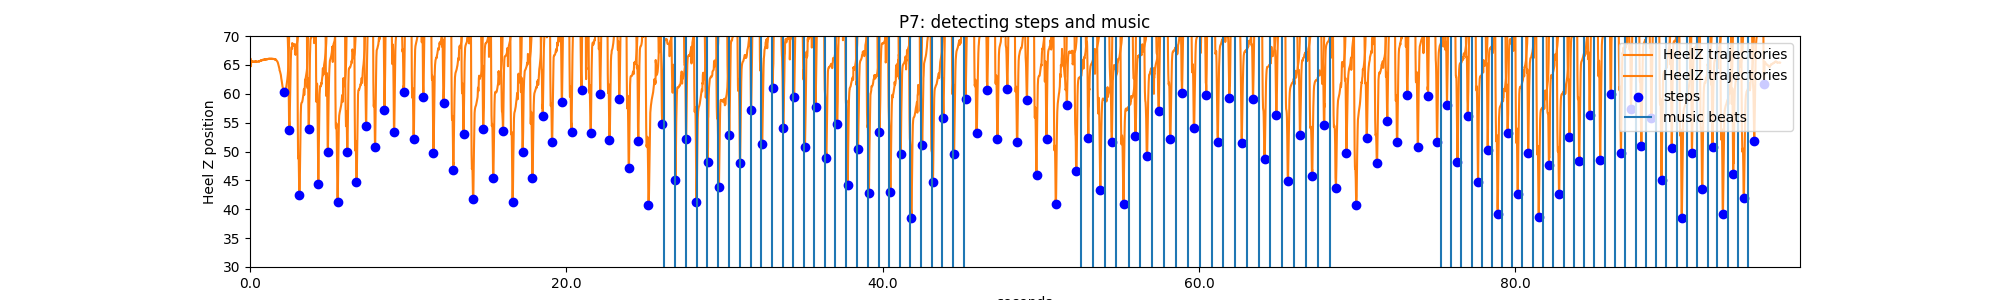 P7: detecting steps and music
Heel Z position
70
65
60
55
50
45
40
35
30
HeelZ trajectories
HeelZ trajectories
steps
music beats
0.0 20.0 40.0 60.0 80.0